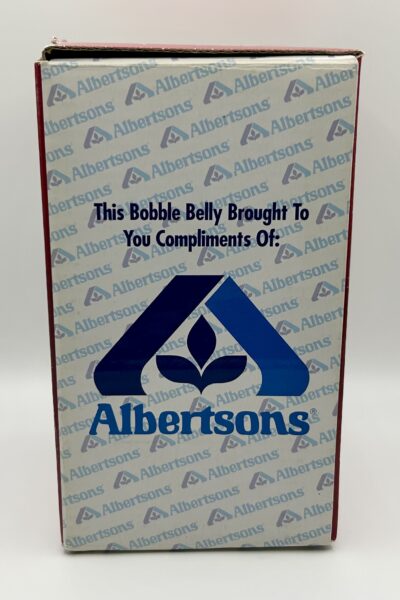 This Bobble Belly Brought To
You Compliments Of:
Albertsons®